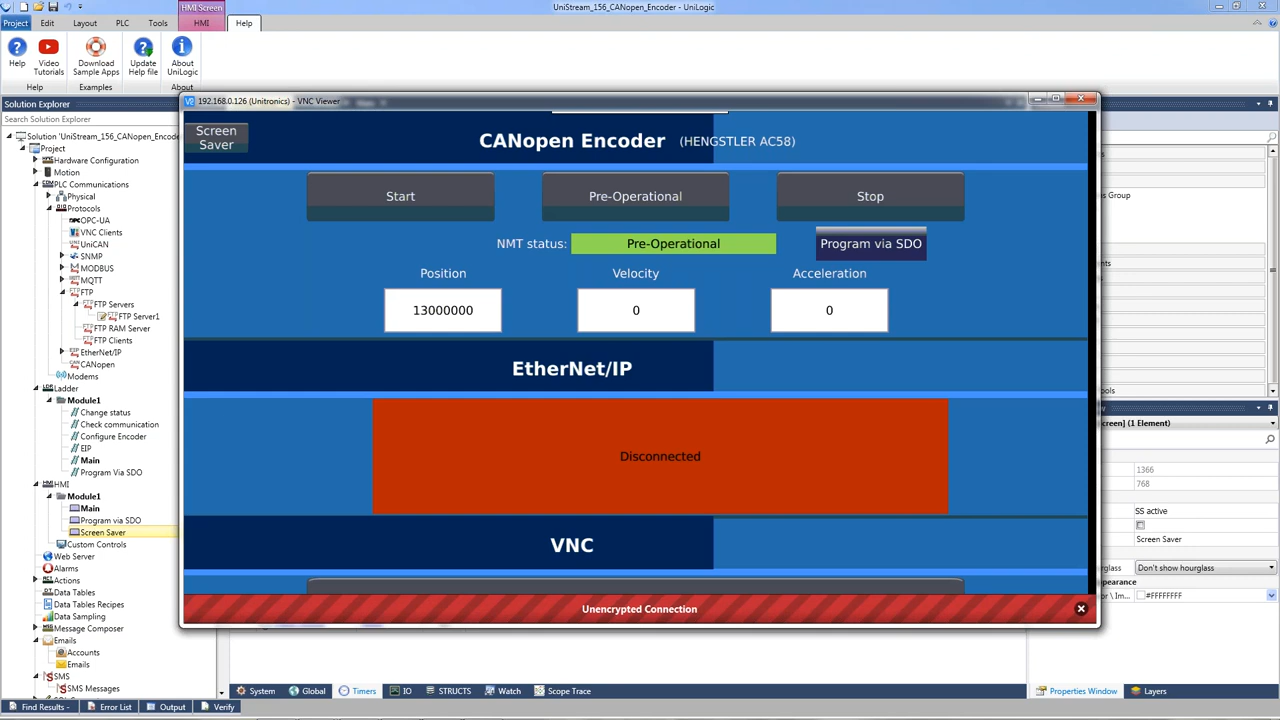 HMI Screen
UniStream_156_CANopen_Encoder - UniLogic
Project
Edit
Layout
PLC
Tools
HMI
Help
Help
Video Tutorials
Download Sample Apps
Update Help file
About UniLogic
Help
Examples
About
Solution Explorer
Search Solution Explorer
Solution 'UniStream_156_CANopen_Encode
Project
Hardware Configuration
Motion
PLC Communications
Physical
Protocols
OPC-UA
VNC Clients
UniCAN
SNMP
MODBUS
MQTT
FTP
FTP Servers
FTP Server1
FTP RAM Server
FTP Clients
EtherNet/IP
CANopen
Modems
Ladder
Module1
Change status
Check communication
Configure Encoder
EIP
Main
Program Via SDO
HMI
Module1
Main
Program via SDO
Screen Saver
Custom Controls
Web Server
Alarms
Actions
Data Tables
Data Tables Recipes
Data Sampling
Message Composer
Emails
Accounts
Emails
SMS
SMS Messages
192.168.0.126 (Unitronics) - VNC Viewer
Screen
Saver
CANopen Encoder (HENGSTLER AC58)
Start
Pre-Operational
Stop
NMT status:
Pre-Operational
Program via SDO
Position
Velocity
Acceleration
13000000
0
0
EtherNet/IP
Disconnected
VNC
Unencrypted Connection
s Group
creen] (1 Element)
1366
768
SS active
Screen Saver
glass
Don't show hourglass
ppearance
or \ Im...
#FFFFFFFF
System
Global
Timers
IO
STRUCTS
Watch
Scope Trace
Properties Window
Layers
Find Results -
Error List
Output
Verify